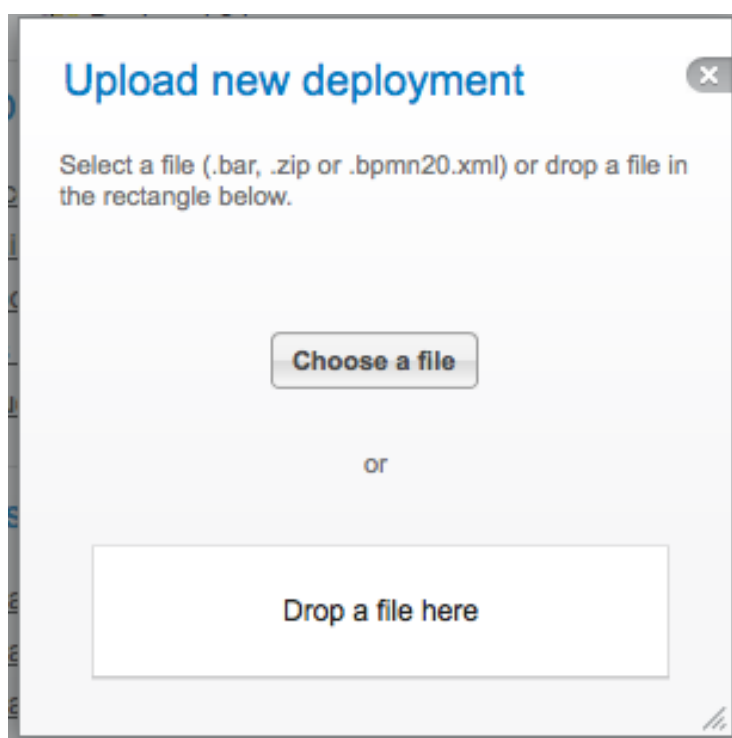 Upload new deployment
Select a file (.bar, .zip or .bpmn20.xml) or drop a file in
the rectangle below.
Choose a file
or
Drop a file here